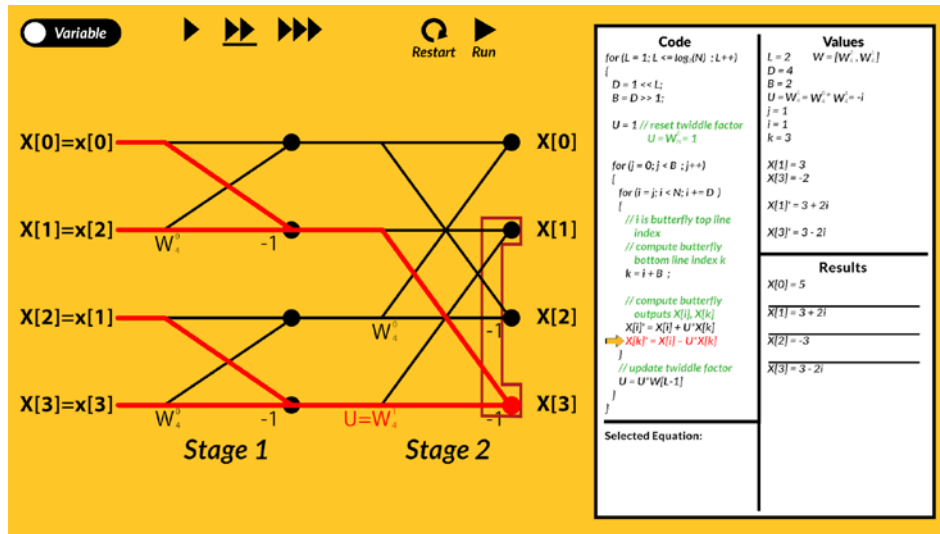 Variable
Restart Run
X[0]=x[0]
X[1]=x[2]
X[2]=x[1]
X[3]=x[3]
W⁰₄
-1
W⁰₄
-1
W⁰₄
-1
U=W¹₄
-1
X[0]
X[1]
X[2]
X[3]
Stage 1
Stage 2
Code
for (L = 1; L <= log₂(N) ; L++)
{
D = 1 << L;
B = D >> 1;
U = 1 // reset twiddle factor
for (j = 0; j < B ; j++)
{
for (i = j; i < N; i += D )
{
// i is butterfly top line
index
// compute butterfly
bottom line index k
k = i + B ;
// compute butterfly
outputs X[i], X[k]
X[i]' = X[i] + U*X[k]
X[k]' = X[i] - U*X[k]
}
// update twiddle factor
U = U*W[L-1]
}
}
Selected Equation:
Values
L = 2
D = 4
B = 2
j = 1
i = 1
k = 3
X[1] = 3
X[3] = -2
X[1]' = 3 + 2i
X[3]' = 3 - 2i
Results
X[0] = 5
X[1] = 3 + 2i
X[2] = -3
X[3] = 3 - 2i